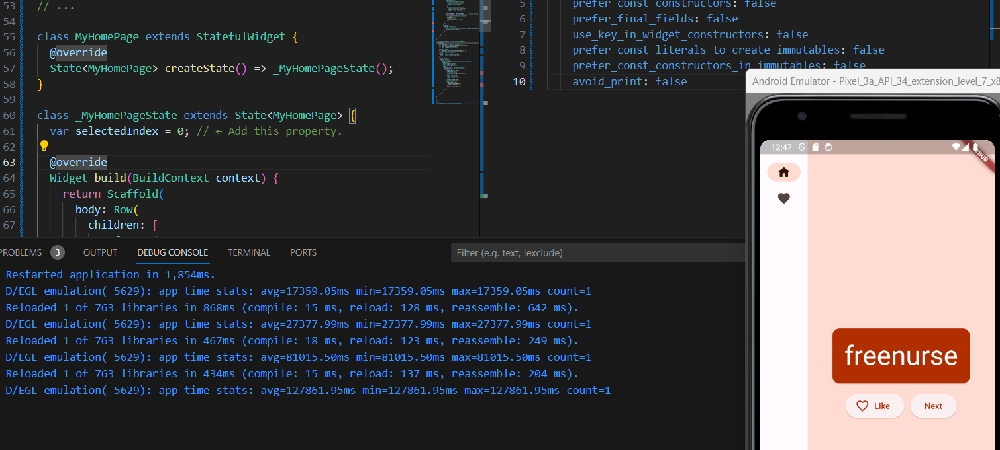 53 // ...
54
55 class MyHomePage extends StatefulWidget {
56 @override
57 State<MyHomePage> createState() => _MyHomePageState();
58 }
59
60 class _MyHomePageState extends State<MyHomePage> {
61 var selectedIndex = 0; // ← Add this property.
62
63 @override
64 Widget build(BuildContext context) {
65 return Scaffold(
66 body: Row(
67 children: [
5 prefer_const_constructors: false
6 prefer_final_fields: false
7 use_key_in_widget_constructors: false
8 prefer_const_literals_to_create_immutables: false
9 prefer_const_constructors_in_immutables: false
10 avoid_print: false
PROBLEMS 3 OUTPUT DEBUG CONSOLE TERMINAL PORTS
Filter (e.g. text, !exclude)
Restarted application in 1,854ms.
D/EGL_emulation( 5629): app_time_stats: avg=17359.05ms min=17359.05ms max=17359.05ms count=1
Reloaded 1 of 763 libraries in 868ms (compile: 15 ms, reload: 128 ms, reassemble: 642 ms).
D/EGL_emulation( 5629): app_time_stats: avg=27377.99ms min=27377.99ms max=27377.99ms count=1
Reloaded 1 of 763 libraries in 467ms (compile: 18 ms, reload: 123 ms, reassemble: 249 ms).
D/EGL_emulation( 5629): app_time_stats: avg=81015.50ms min=81015.50ms max=81015.50ms count=1
Reloaded 1 of 763 libraries in 434ms (compile: 15 ms, reload: 137 ms, reassemble: 204 ms).
D/EGL_emulation( 5629): app_time_stats: avg=127861.95ms min=127861.95ms max=127861.95ms count=1
Android Emulator - Pixel_3a_API_34_extension_level_7_x8
12:47
freenurse
Like
Next